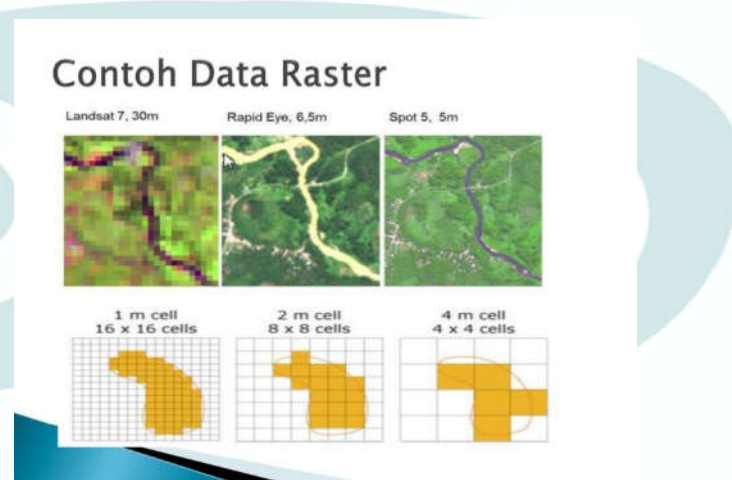 Contoh Data Raster
Landsat 7, 30m
Rapid Eye, 6,5m
Spot 5, 5m
1 m cell
16 x 16 cells
2 m cell
8 x 8 cells
4 m cell
4 x 4 cells